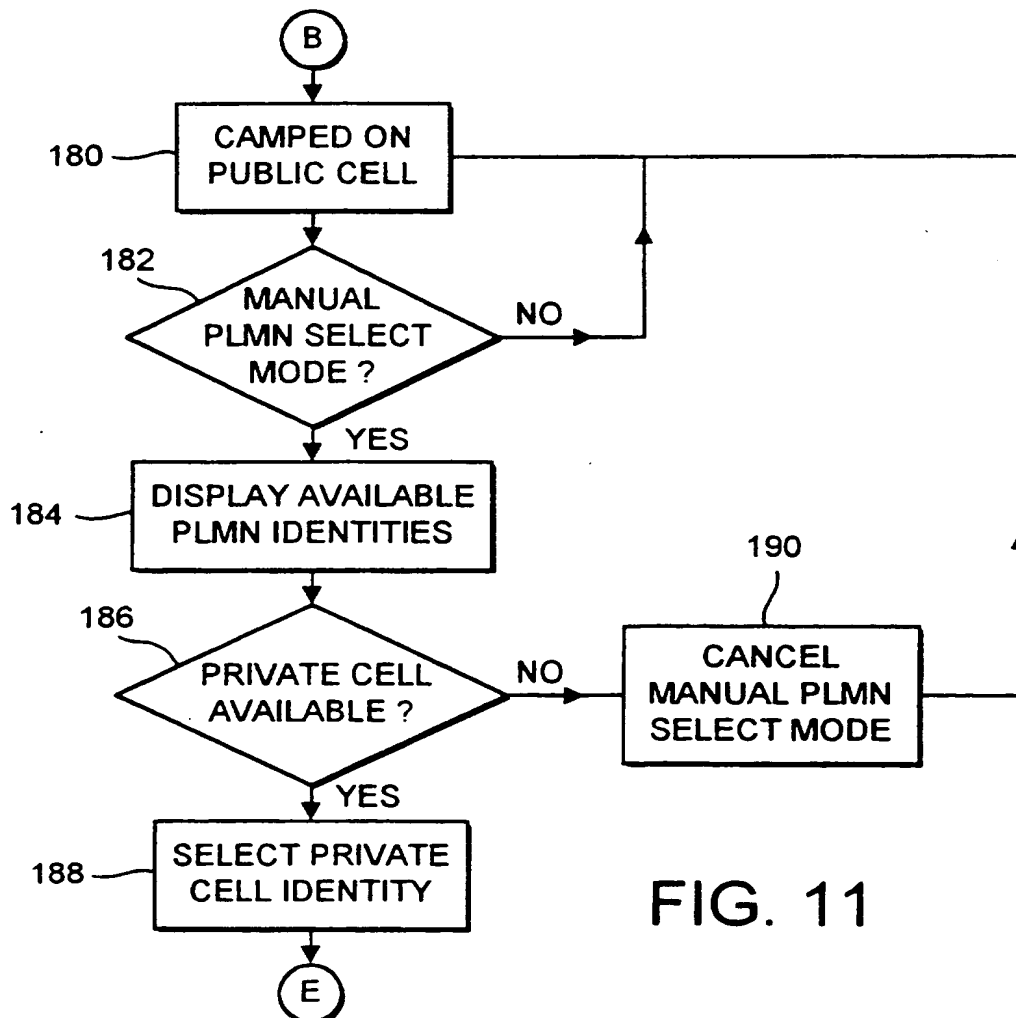 B
180
CAMPED ON
PUBLIC CELL
182
MANUAL
PLMN SELECT
MODE ?
NO
YES
184
DISPLAY AVAILABLE
PLMN IDENTITIES
186
PRIVATE CELL
AVAILABLE ?
NO
190
CANCEL
MANUAL PLMN
SELECT MODE
YES
188
SELECT PRIVATE
CELL IDENTITY
E
FIG. 11